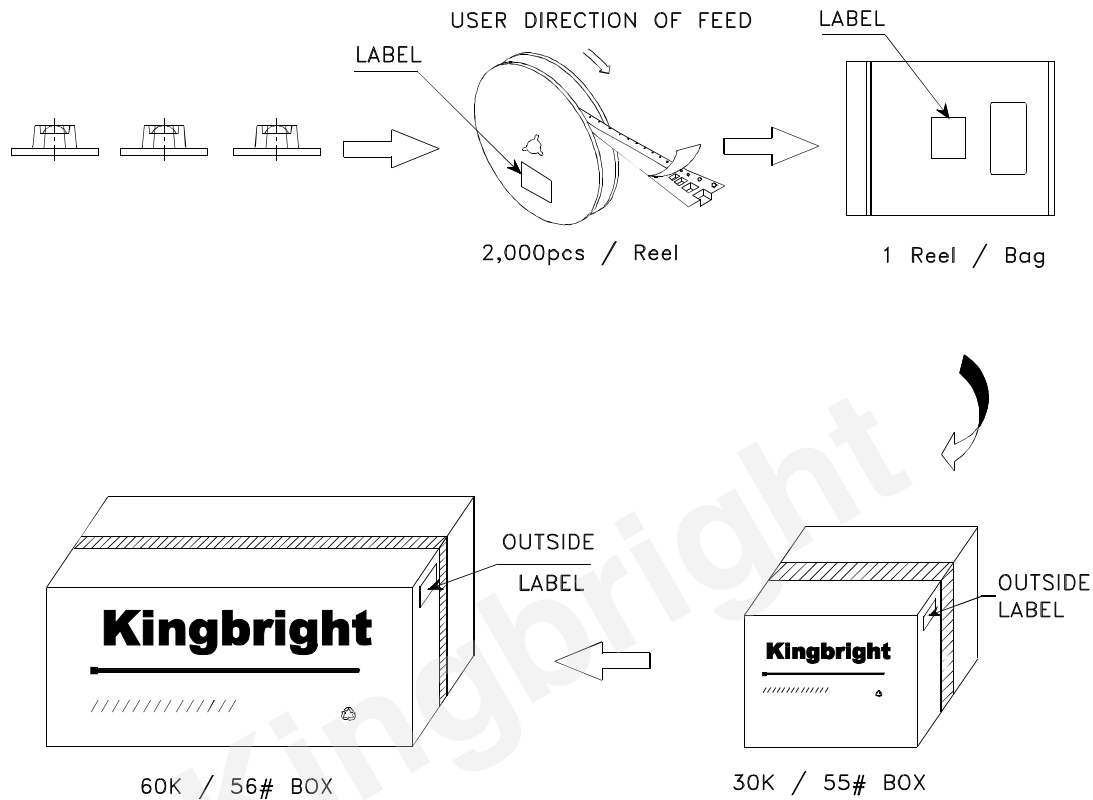 USER DIRECTION OF FEED
LABEL
LABEL
2,000pcs / Reel
1 Reel / Bag
OUTSIDE
LABEL
Kingbright
60K / 56# BOX
OUTSIDE
LABEL
Kingbright
30K / 55# BOX
Kingbright